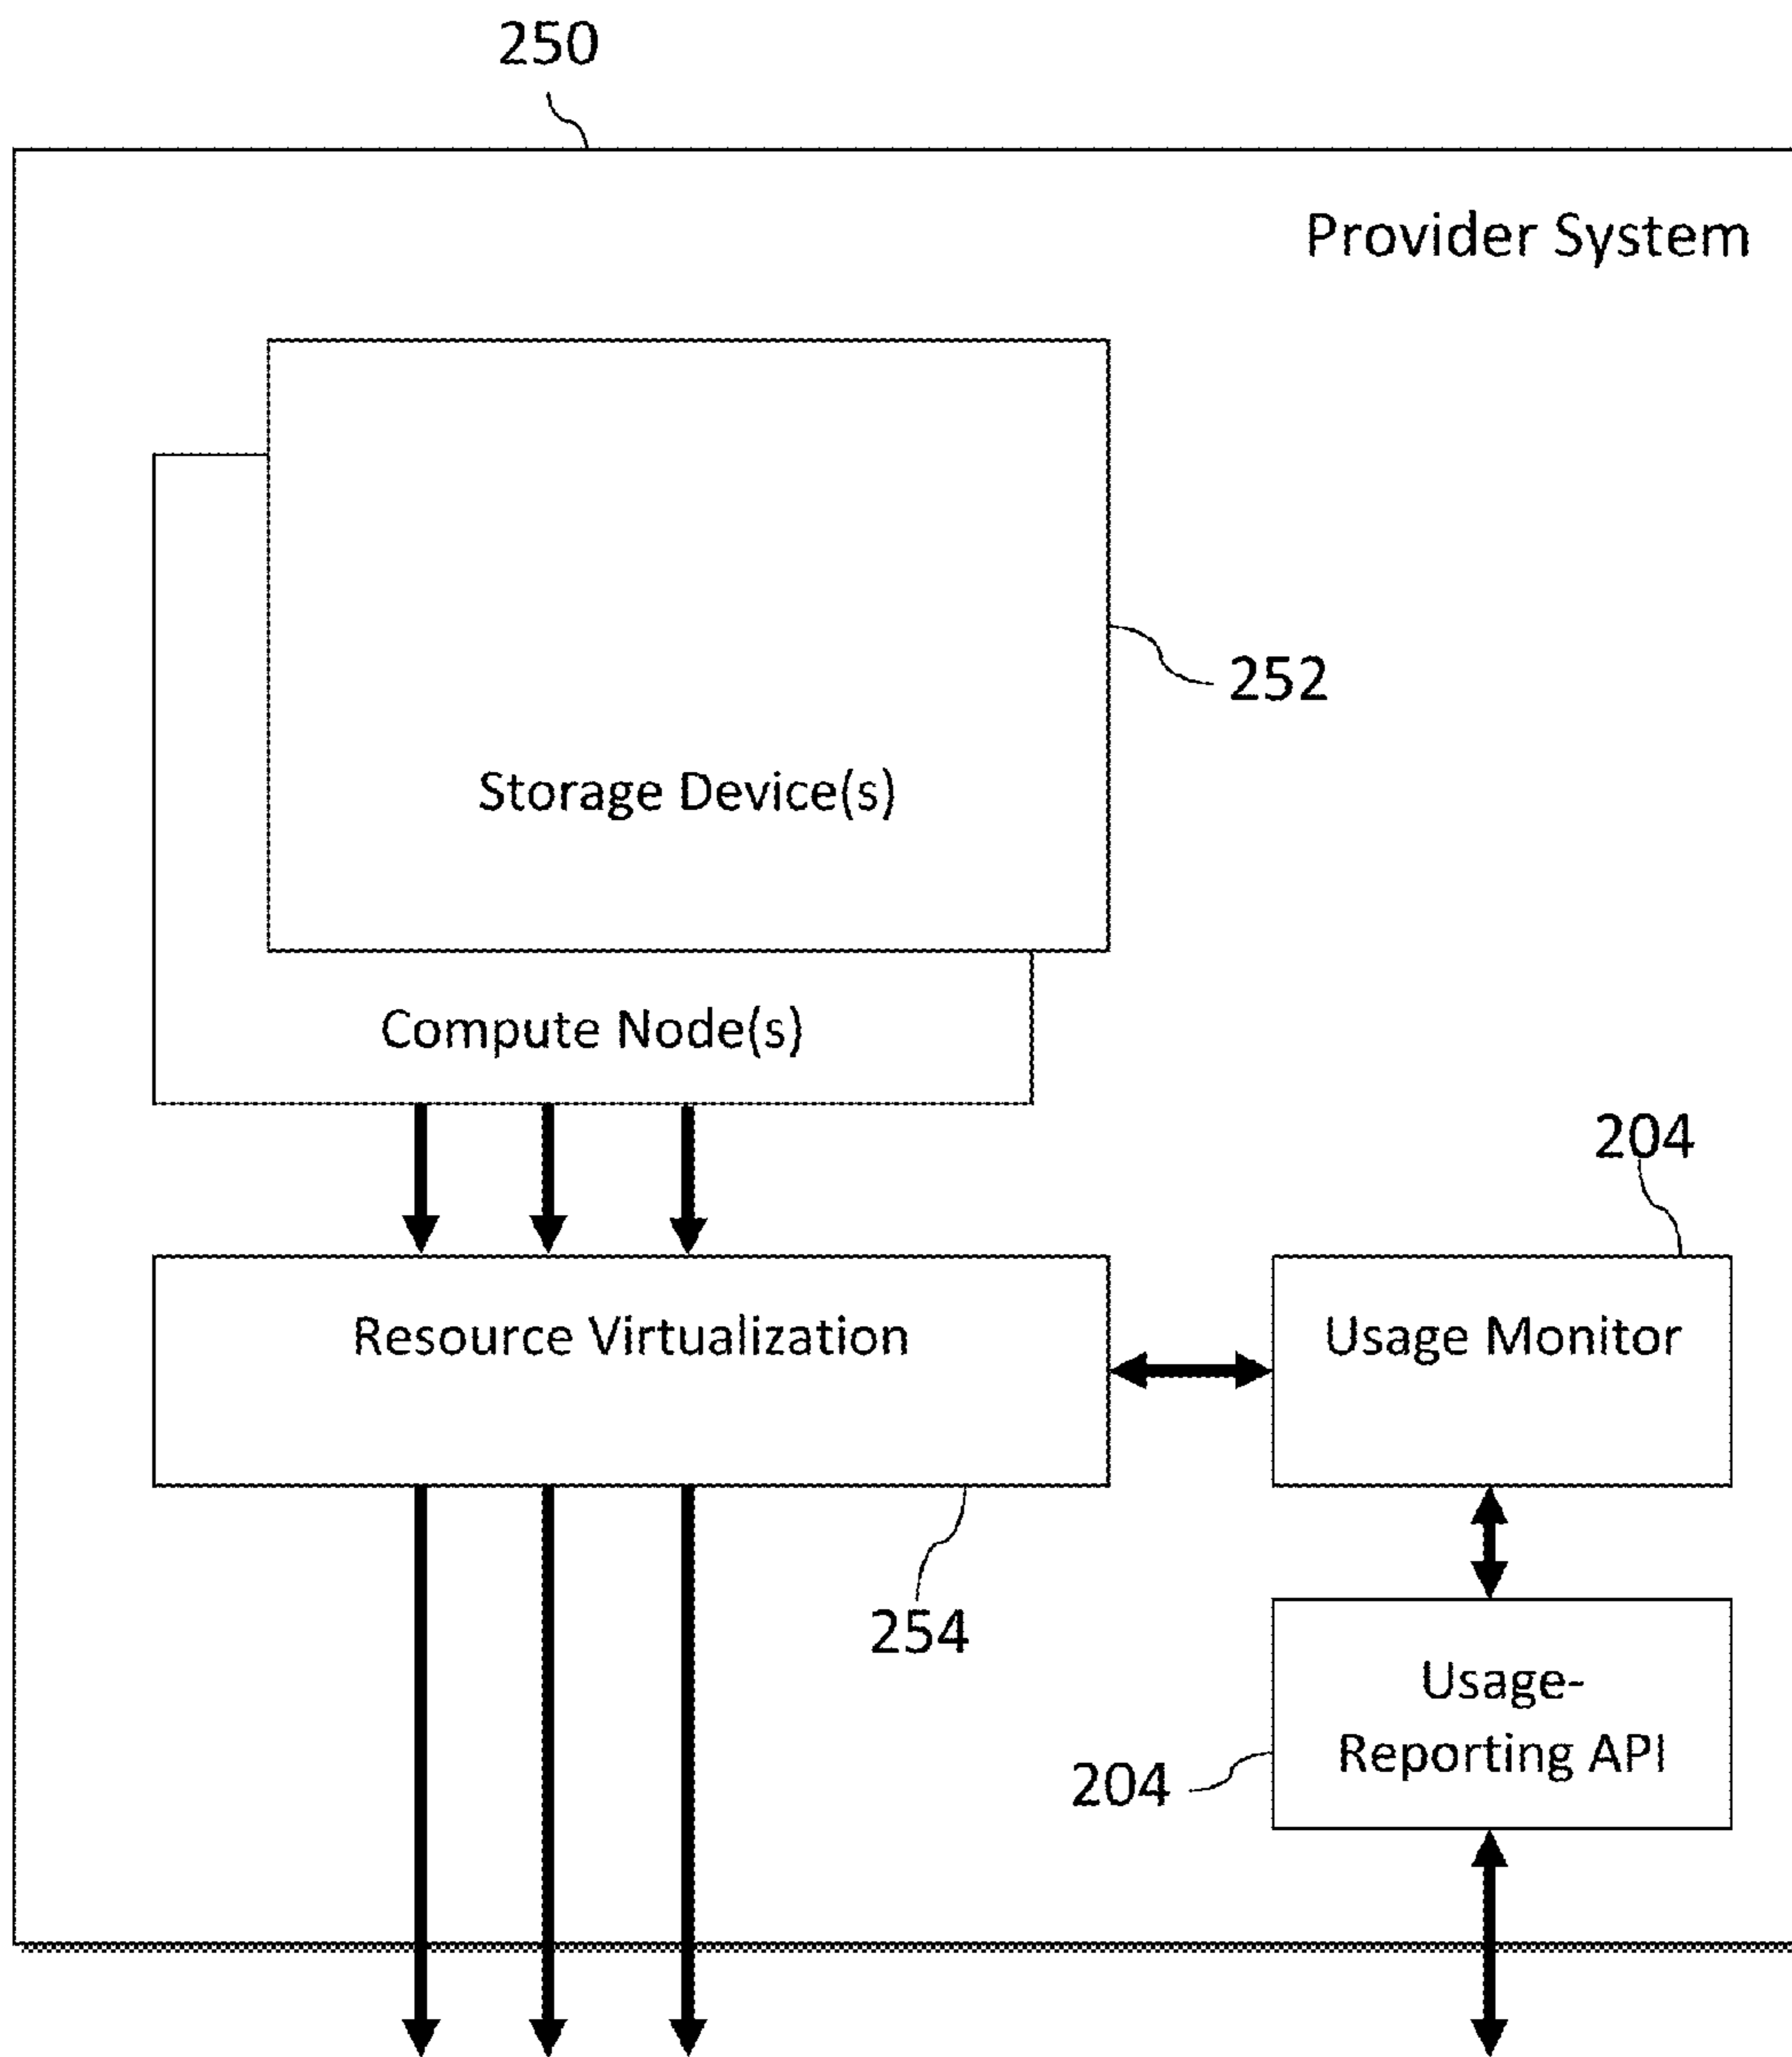 250
Provider System
252
Storage Device(s)
Compute Node(s)
204
Resource Virtualization
Usage Monitor
254
Usage-
Reporting API
204